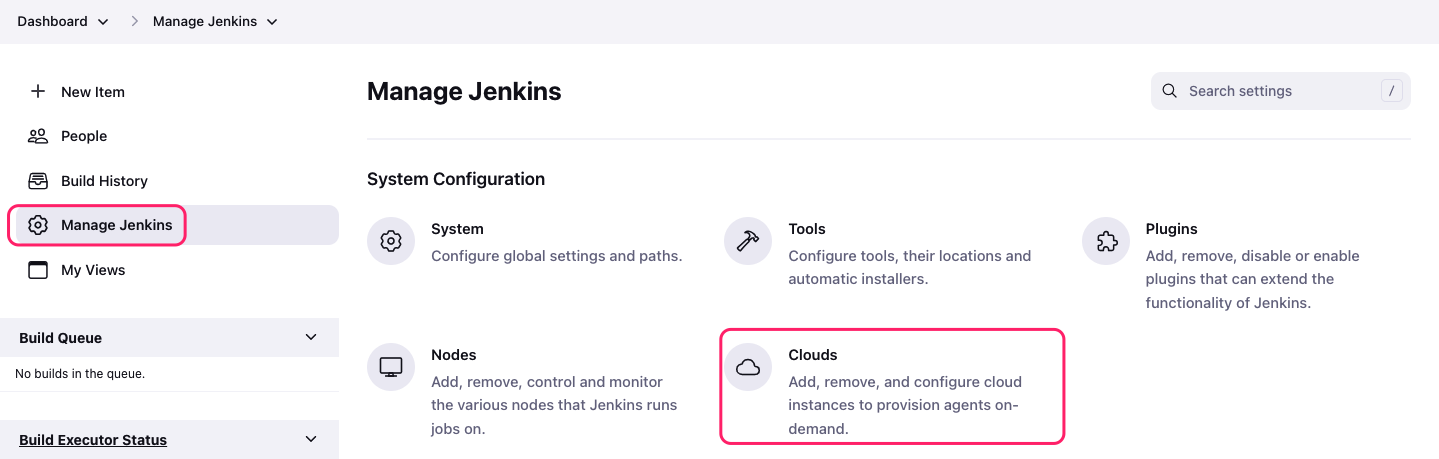 Dashboard
Manage Jenkins
New Item
People
Build History
Manage Jenkins
My Views
Build Queue
No builds in the queue.
Build Executor Status
Manage Jenkins
Search settings
/
System Configuration
System
Configure global settings and paths.
Tools
Configure tools, their locations and
automatic installers.
Plugins
Add, remove, disable or enable
plugins that can extend the
functionality of Jenkins.
Nodes
Add, remove, control and monitor
the various nodes that Jenkins runs
jobs on.
Clouds
Add, remove, and configure cloud
instances to provision agents on-
demand.